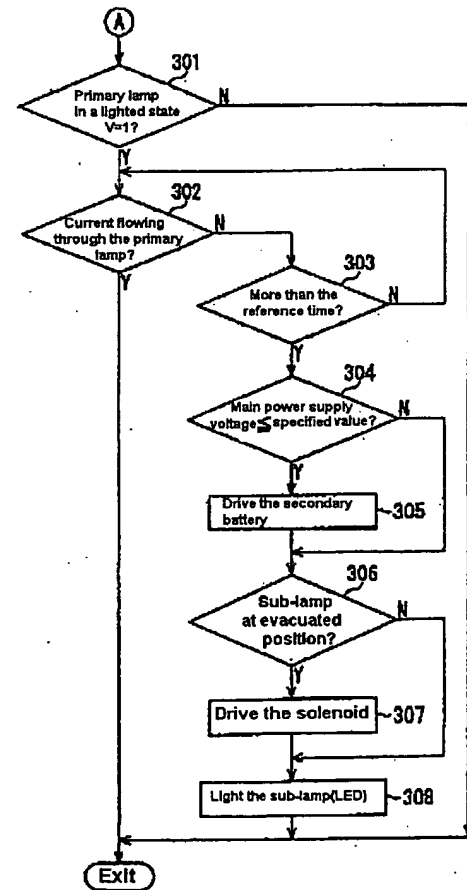 A
301
Primary lamp
in a lighted state
V=1?
N
Y
302
Current flowing
through the primary
lamp?
N
Y
303
More than the
reference time?
N
Y
304
Main power supply
voltage≦specified value?
N
Y
Drive the secondary
battery
305
306
Sub-lamp
at evacuated
position?
N
Y
Drive the solenoid
307
Light the sub-lamp(LED)
308
Exit